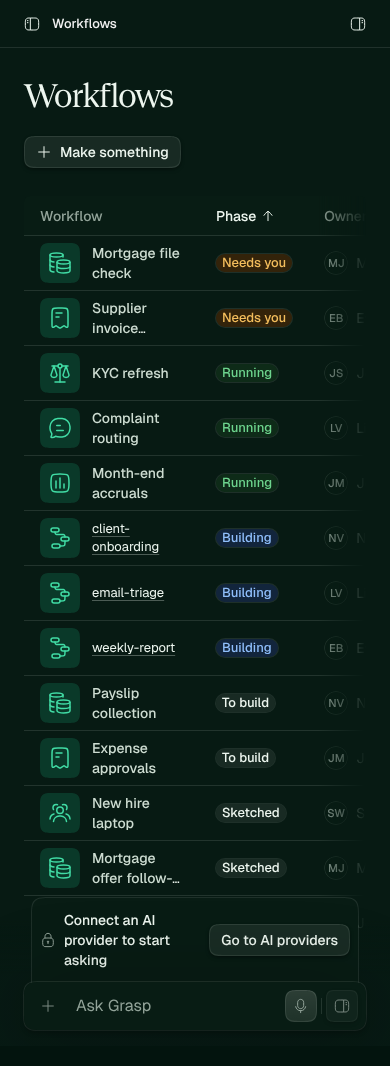 Workflows
Workflows
Make something
Workflow Phase
Mortgage file
check
Needs you MJ
Supplier
invoice…
Needs you EB
KYC refresh Running JS
Complaint
routing
Running LV
Month-end
accruals
Running JM
client-
onboarding
Building NV
email-triage Building LV
weekly-report Building EB
Payslip
collection
To build NV
Expense
approvals
To build JM
New hire
laptop
Sketched SW
Mortgage
offer follow-…
Sketched MJ
Connect an AI
provider to start
asking
Go to AI providers
Ask Grasp